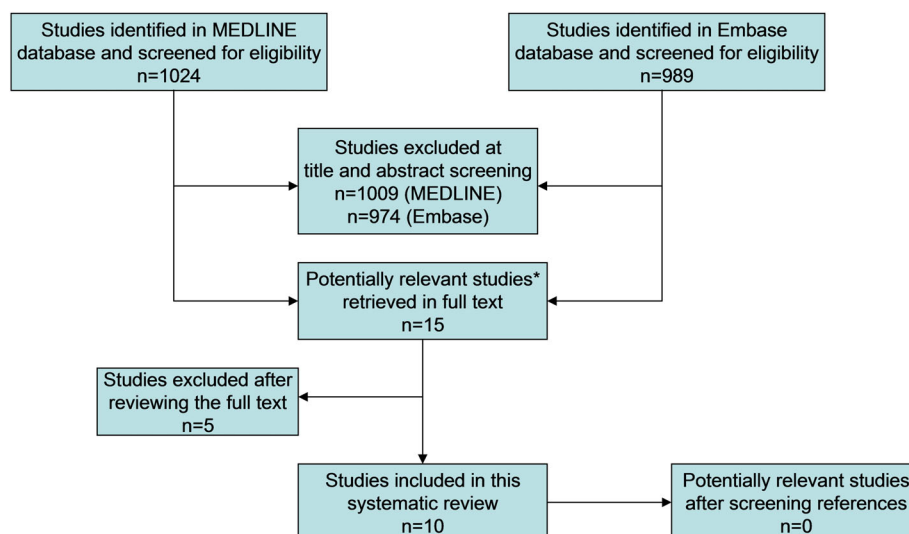 Studies identified in MEDLINE
database and screened for eligibility
n=1024
Studies identified in Embase
database and screened for eligibility
n=989
Studies excluded at
title and abstract screening
n=1009 (MEDLINE)
n=974 (Embase)
Potentially relevant studies*
retrieved in full text
n=15
Studies excluded after
reviewing the full text
n=5
Studies included in this
systematic review
n=10
Potentially relevant studies
after screening references
n=0